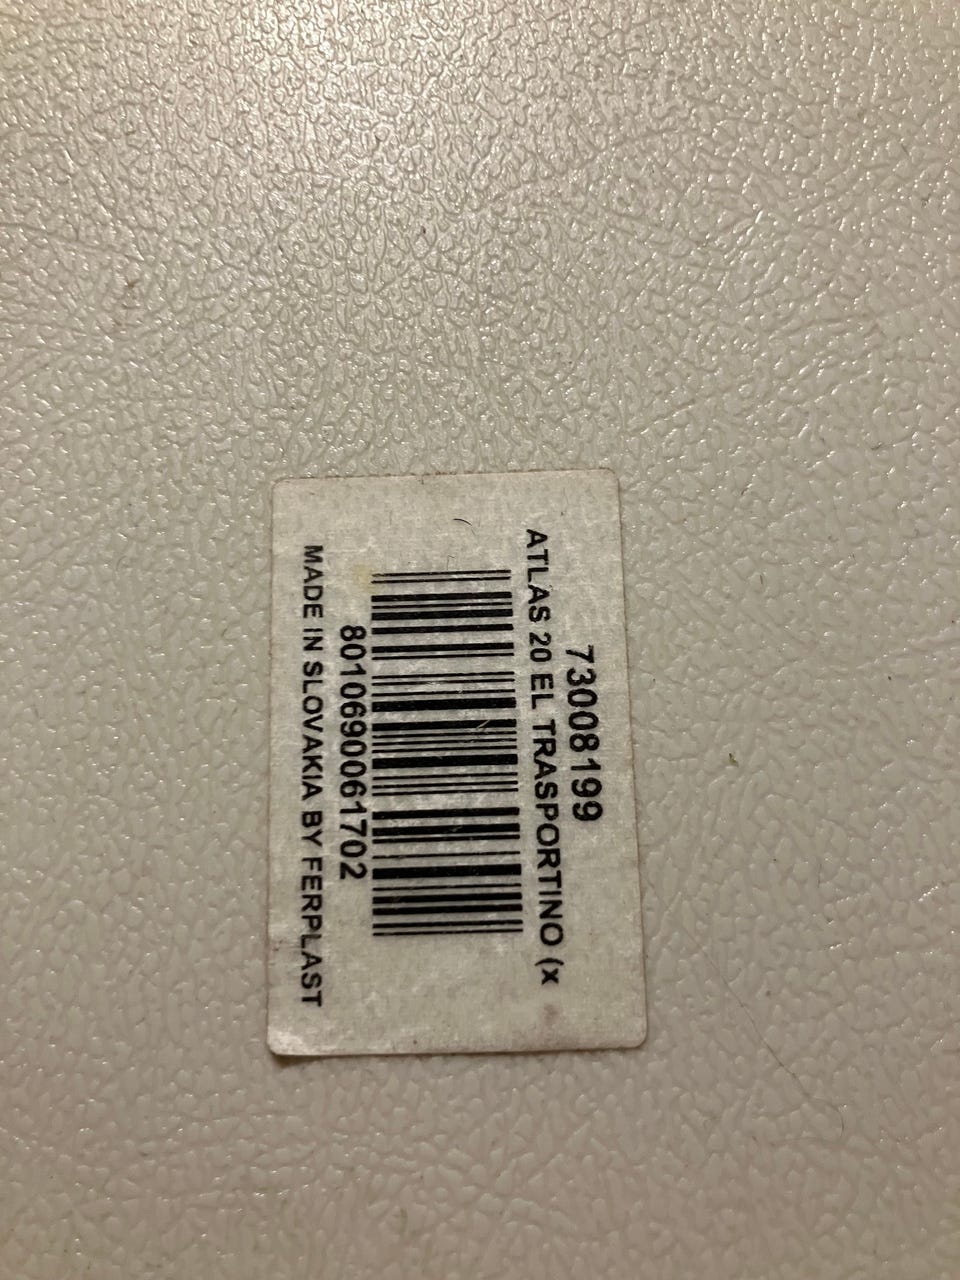 73008199
ATLAS 20 EL TRASPORTINO (x
8010690061702
MADE IN SLOVAKIA BY FERPLAST